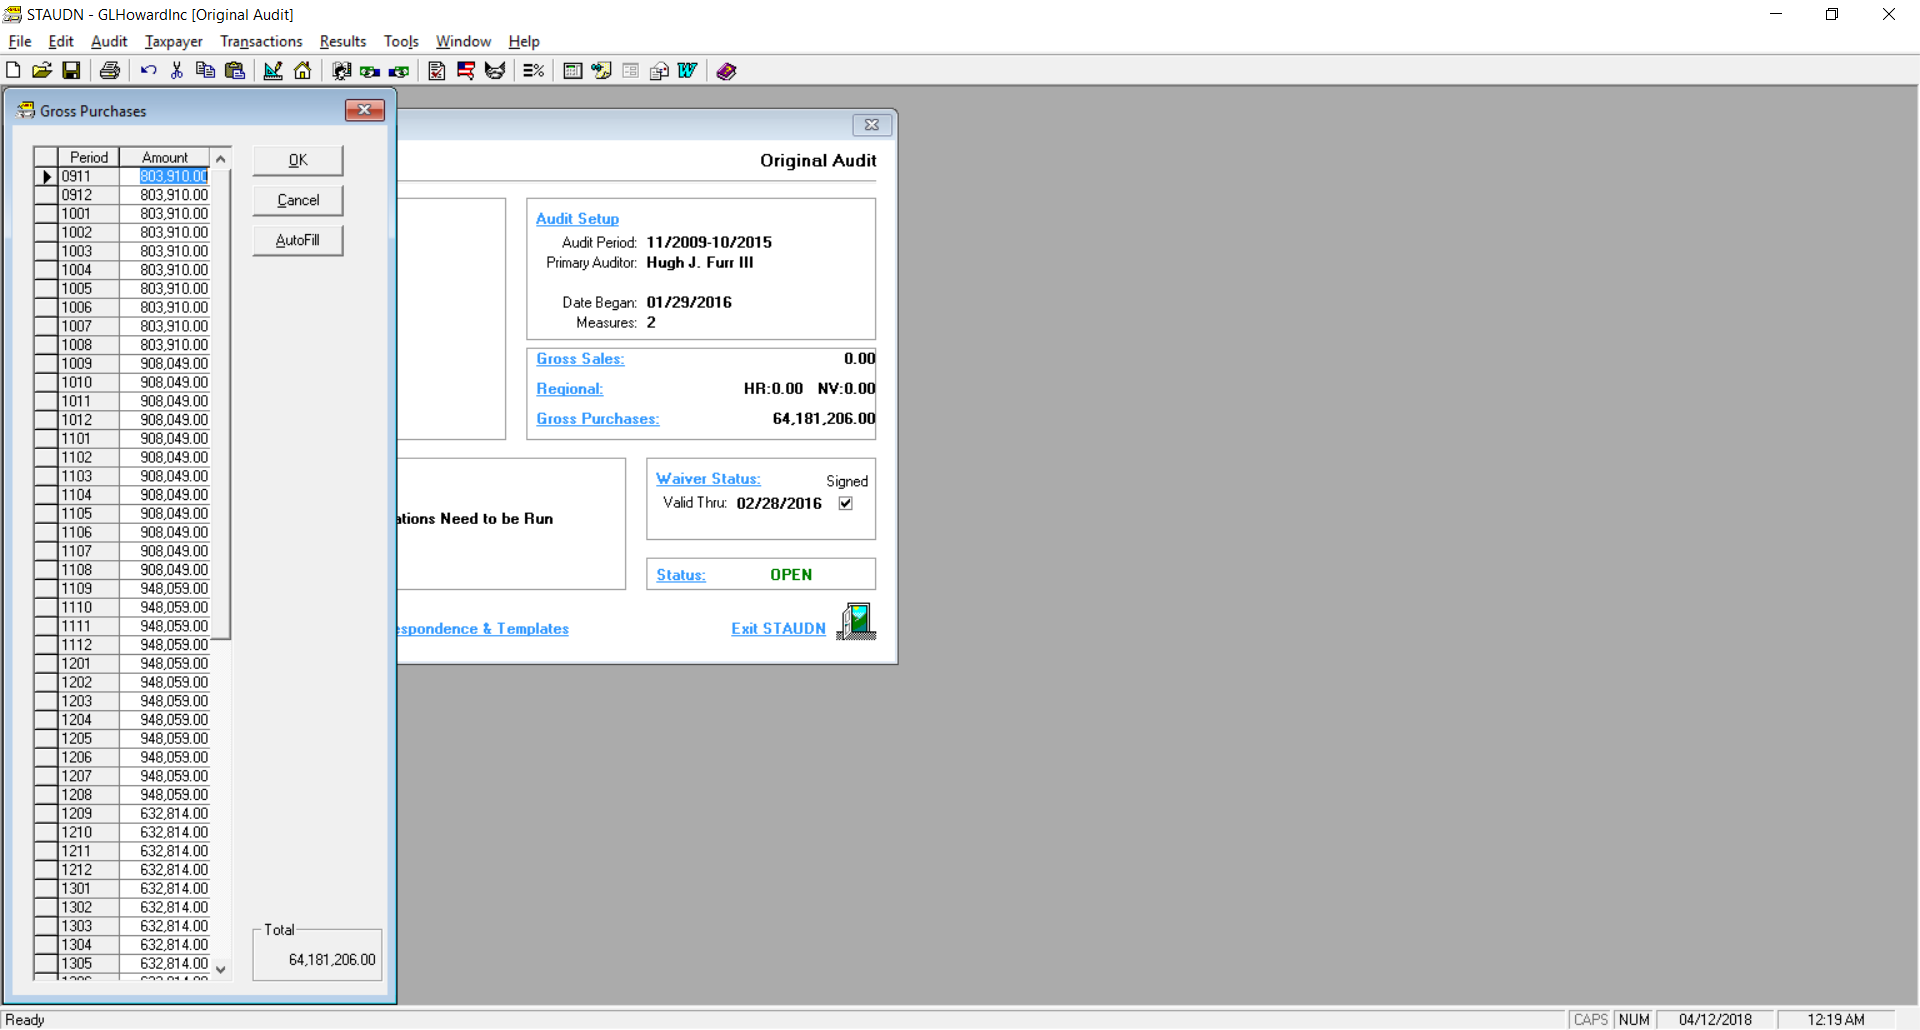 STAUDN - GLHowardInc [Original Audit]
File Edit Audit Taxpayer Transactions Results Tools Window Help
Gross Purchases
Period Amount
0911 803,910.00
0912 803,910.00
1001 803,910.00
1002 803,910.00
1003 803,910.00
1004 803,910.00
1005 803,910.00
1006 803,910.00
1007 803,910.00
1008 803,910.00
1009 908,049.00
1010 908,049.00
1011 908,049.00
1012 908,049.00
1101 908,049.00
1102 908,049.00
1103 908,049.00
1104 908,049.00
1105 908,049.00
1106 908,049.00
1107 908,049.00
1108 908,049.00
1109 948,059.00
1110 948,059.00
1111 948,059.00
1112 948,059.00
1201 948,059.00
1202 948,059.00
1203 948,059.00
1204 948,059.00
1205 948,059.00
1206 948,059.00
1207 948,059.00
1208 948,059.00
1209 632,814.00
1210 632,814.00
1211 632,814.00
1212 632,814.00
1301 632,814.00
1302 632,814.00
1303 632,814.00
1304 632,814.00
1305 632,814.00
OK
Cancel
AutoFill
Total
64,181,206.00
Original Audit
Audit Setup
Audit Period: 11/2009-10/2015
Primary Auditor: Hugh J. Furr III
Date Began: 01/29/2016
Measures: 2
Gross Sales: 0.00
Regional: HR:0.00 NV:0.00
Gross Purchases: 64,181,206.00
ations Need to be Run
Waiver Status: Signed
Valid Thru: 02/28/2016
Status: OPEN
espondence & Templates
Exit STAUDN
Ready
CAPS NUM 04/12/2018 12:19 AM